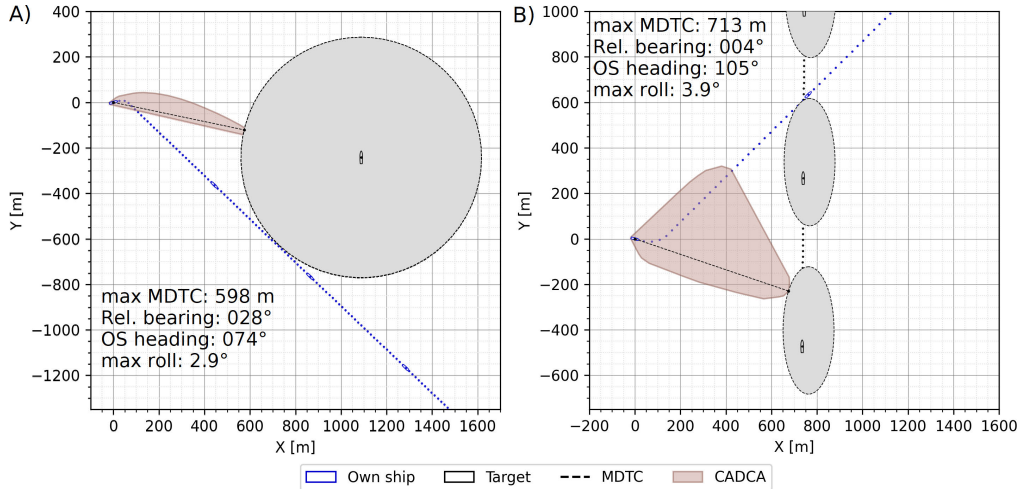 A)
400
200
0
−200
−400
−600
−800
−1000
−1200
Y [m]
max MDTC: 598 m
Rel. bearing: 028°
OS heading: 074°
max roll: 2.9°
0 200 400 600 800 1000 1200 1400 1600
X [m]
B)
1000
800
600
400
200
0
−200
−400
−600
Y [m]
max MDTC: 713 m
Rel. bearing: 004°
OS heading: 105°
max roll: 3.9°
−200 0 200 400 600 800 1000 1200 1400 1600
X [m]
Own ship Target MDTC CADCA